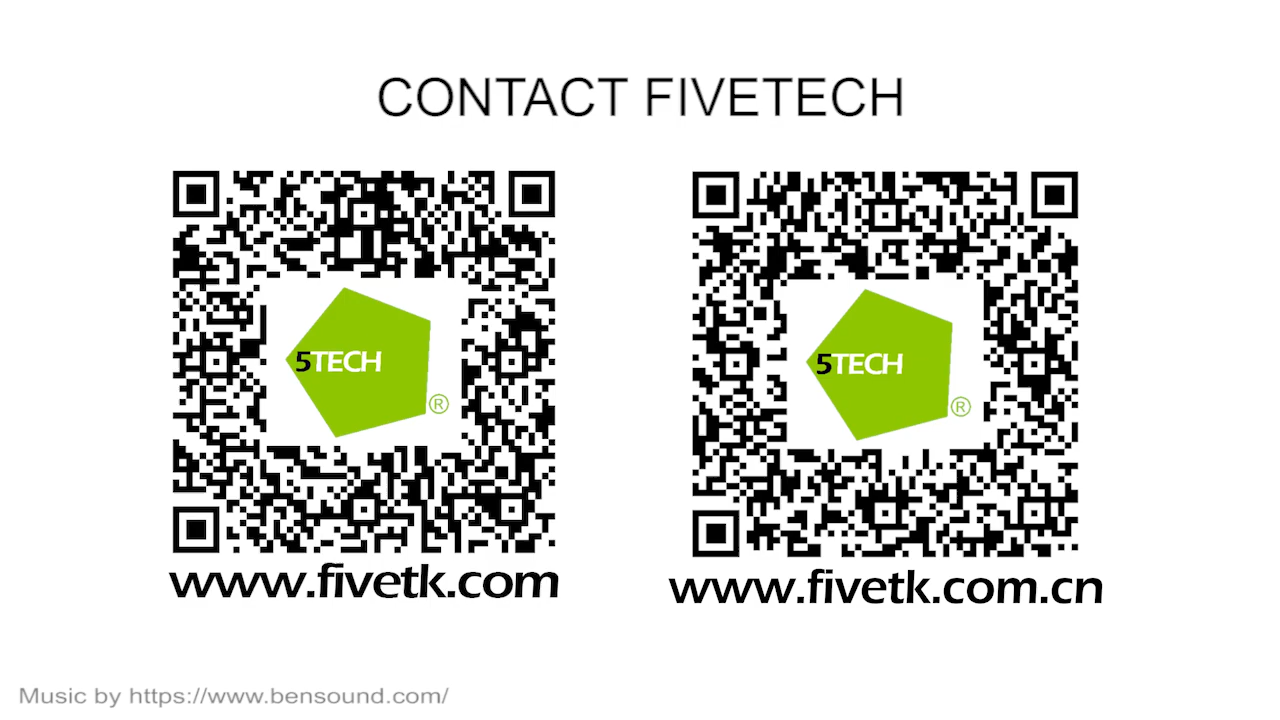 CONTACT FIVETECH
5TECH
®
5TECH
®
www.fivetk.com
www.fivetk.com.cn
Music by https://www.bensound.com/